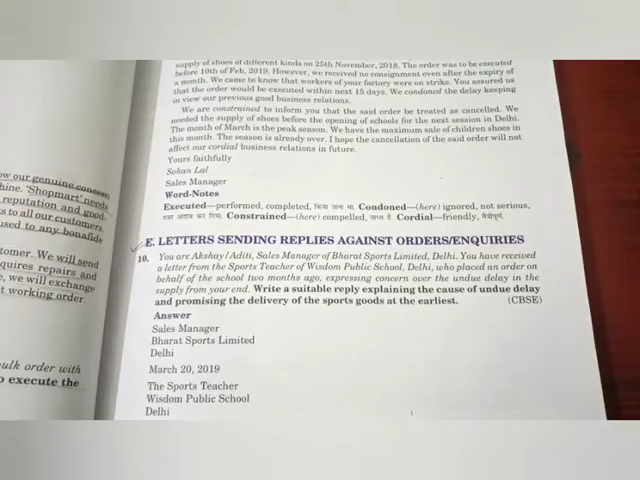 ow our genuine concern
hine. 'Shopmart' needs
reputation and good-
s to all our customers.
used to any bonafide
tomer. We will send
quires repairs and
e, we will exchange
t working order.
ulk order with
o execute the
supply of shoes of different kinds on 25th November, 2018. The order was to be executed
before 10th of Feb, 2019. However, we received no consignment even after the expiry of
a month. We came to know that workers of your factory were on strike. You assured us
that the order would be executed within next 15 days. We condoned the delay keeping
in view our previous good business relations.
We are constrained to inform you that the said order be treated as cancelled. We
needed the supply of shoes before the opening of schools for the next session in Delhi.
The month of March is the peak season. We have the maximum sale of children shoes in
this month. The season is already over. I hope the cancellation of the said order will not
affect our cordial business relations in future.
Yours faithfully
Sohan Lal
Sales Manager
Word-Notes
Executed—performed, completed, किया जाना था. Condoned—(here) ignored, not serious,
कर दिया. Constrained—(here) compelled, बाध्य है. Cordial—friendly, मैत्रीपूर्ण.
E. LETTERS SENDING REPLIES AGAINST ORDERS/ENQUIRIES
10. You are Akshay/Aditi, Sales Manager of Bharat Sports Limited, Delhi. You have received
a letter from the Sports Teacher of Wisdom Public School, Delhi, who placed an order on
behalf of the school two months ago, expressing concern over the undue delay in the
supply from your end. Write a suitable reply explaining the cause of undue delay
and promising the delivery of the sports goods at the earliest. (CBSE)
Answer
Sales Manager
Bharat Sports Limited
Delhi
March 20, 2019
The Sports Teacher
Wisdom Public School
Delhi